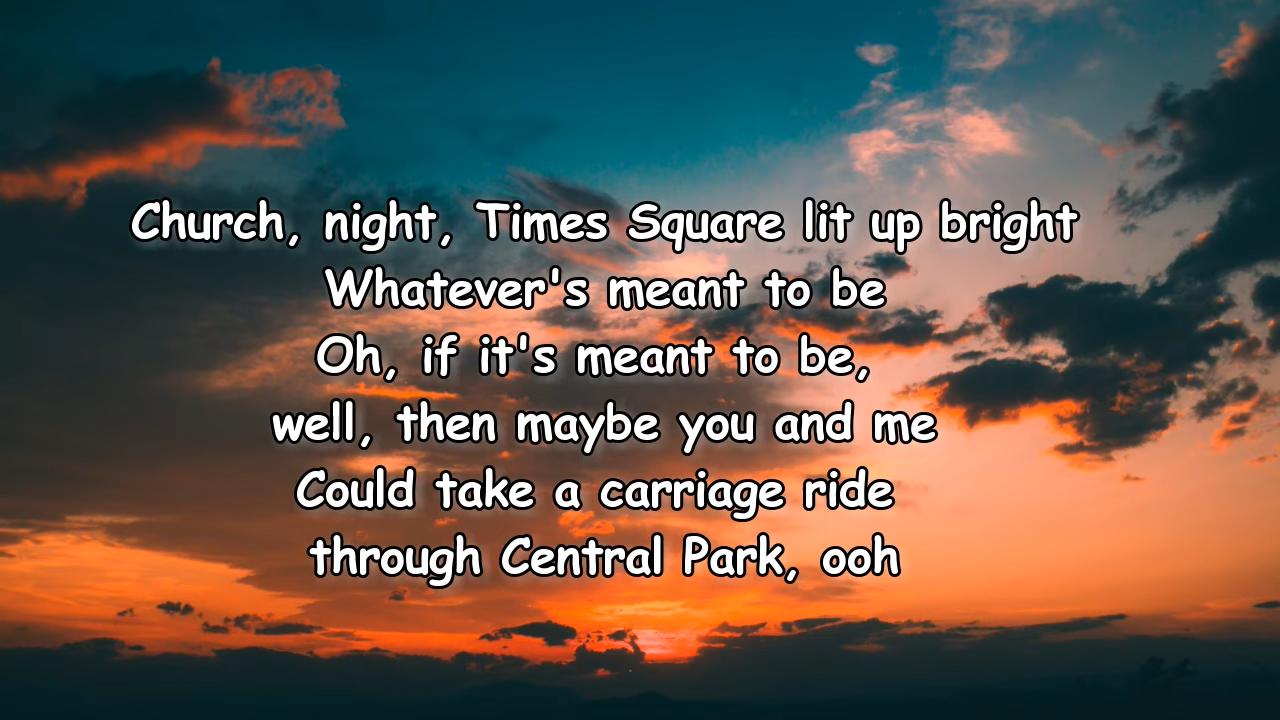 Church, night, Times Square lit up bright
Whatever's meant to be
Oh, if it's meant to be,
well, then maybe you and me
Could take a carriage ride
through Central Park, ooh